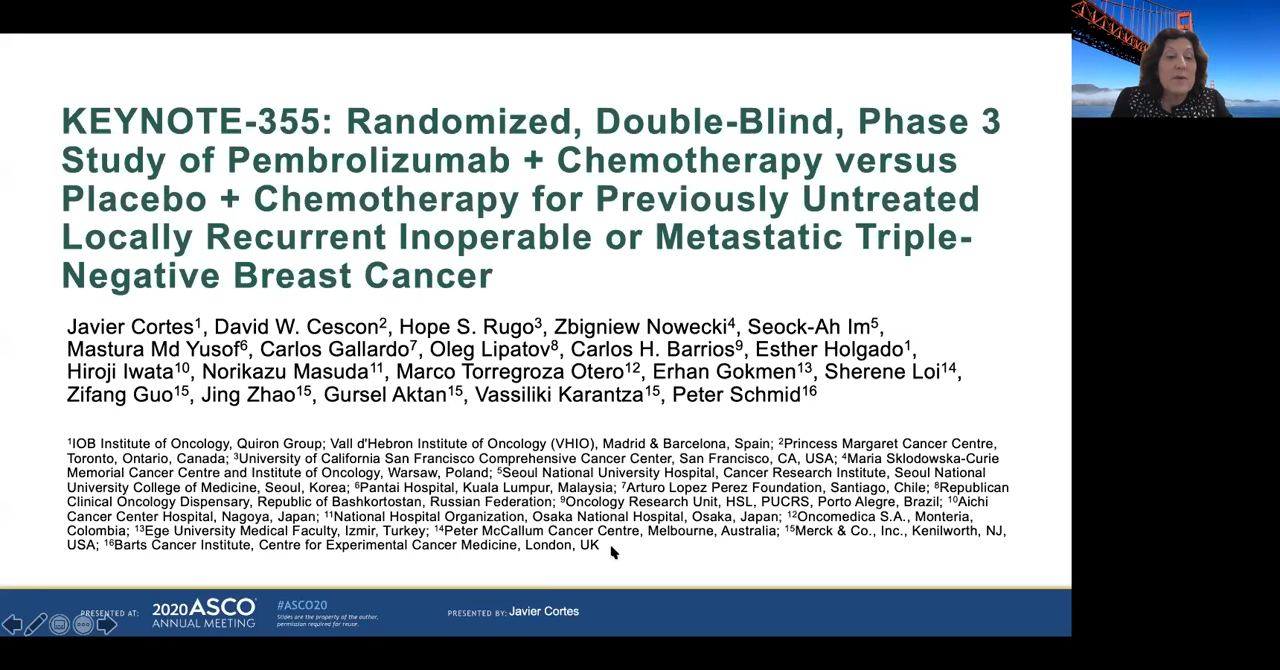 KEYNOTE-355: Randomized, Double-Blind, Phase 3
Study of Pembrolizumab + Chemotherapy versus
Placebo + Chemotherapy for Previously Untreated
Locally Recurrent Inoperable or Metastatic Triple-
Negative Breast Cancer
Javier Cortes¹, David W. Cescon², Hope S. Rugo³, Zbigniew Nowecki⁴, Seock-Ah Im⁵,
Mastura Md Yusof⁶, Carlos Gallardo⁷, Oleg Lipatov⁸, Carlos H. Barrios⁹, Esther Holgado¹,
Hiroji Iwata¹⁰, Norikazu Masuda¹¹, Marco Torregroza Otero¹², Erhan Gokmen¹³, Sherene Loi¹⁴,
Zifang Guo¹⁵, Jing Zhao¹⁵, Gursel Aktan¹⁵, Vassiliki Karantza¹⁵, Peter Schmid¹⁶
¹IOB Institute of Oncology, Quiron Group; Vall d'Hebron Institute of Oncology (VHIO), Madrid & Barcelona, Spain; ²Princess Margaret Cancer Centre,
Toronto, Ontario, Canada; ³University of California San Francisco Comprehensive Cancer Center, San Francisco, CA, USA; ⁴Maria Sklodowska-Curie
Memorial Cancer Centre and Institute of Oncology, Warsaw, Poland; ⁵Seoul National University Hospital, Cancer Research Institute, Seoul National
University College of Medicine, Seoul, Korea; ⁶Pantai Hospital, Kuala Lumpur, Malaysia; ⁷Arturo Lopez Perez Foundation, Santiago, Chile; ⁸Republican
Clinical Oncology Dispensary, Republic of Bashkortostan, Russian Federation; ⁹Oncology Research Unit, HSL, PUCRS, Porto Alegre, Brazil; ¹⁰Aichi
Cancer Center Hospital, Nagoya, Japan; ¹¹National Hospital Organization, Osaka National Hospital, Osaka, Japan; ¹²Oncomedica S.A., Monteria,
Colombia; ¹³Ege University Medical Faculty, Izmir, Turkey; ¹⁴Peter McCallum Cancer Centre, Melbourne, Australia; ¹⁵Merck & Co., Inc., Kenilworth, NJ,
USA; ¹⁶Barts Cancer Institute, Centre for Experimental Cancer Medicine, London, UK
PRESENTED AT:
2020 ASCO
ANNUAL MEETING
#ASCO20
Slides are the property of the author,
permission required for reuse.
PRESENTED BY: Javier Cortes